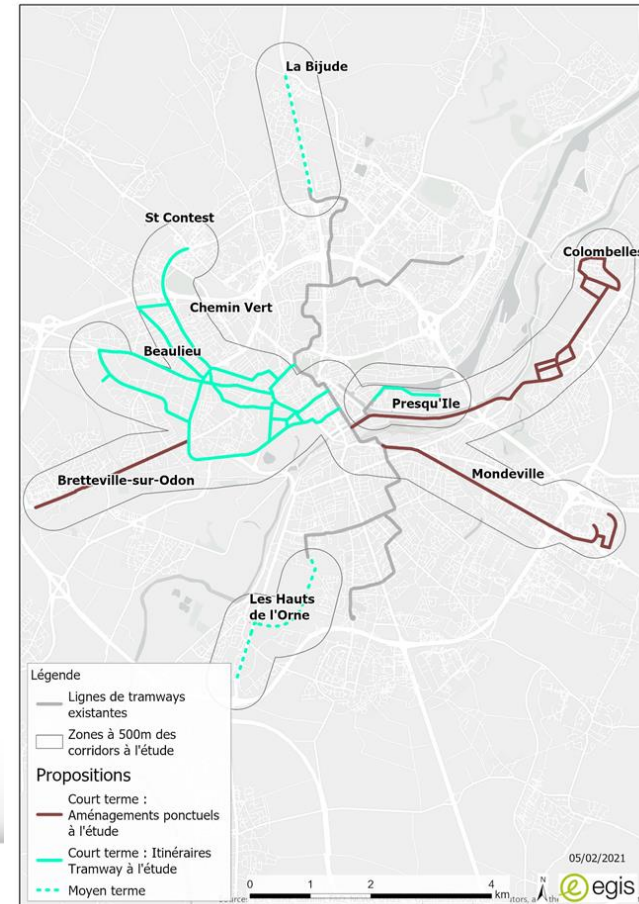 La Bijude
St Contest
Colombelles
Chemin Vert
Beaulieu
Presqu'Ile
Bretteville-sur-Odon
Mondeville
Les Hauts
de l'Orne
Légende
Lignes de tramways
existantes
Zones à 500m des
corridors à l'étude
Propositions
Court terme :
Aménagements ponctuels
à l'étude
Court terme : Itinéraires
Tramway à l'étude
Moyen terme
05/02/2021
0 1 2 4
km
N
egis